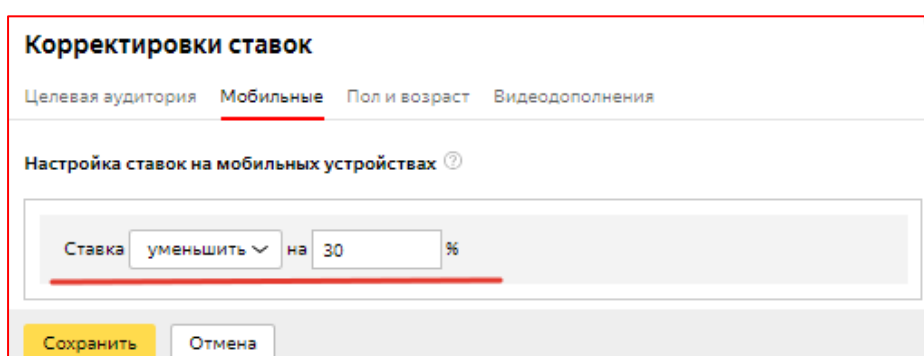 Корректировки ставок
Целевая аудитория Мобильные Пол и возраст Видеодополнения
Настройка ставок на мобильных устройствах ?
Ставка уменьшить на 30 %
Сохранить Отмена